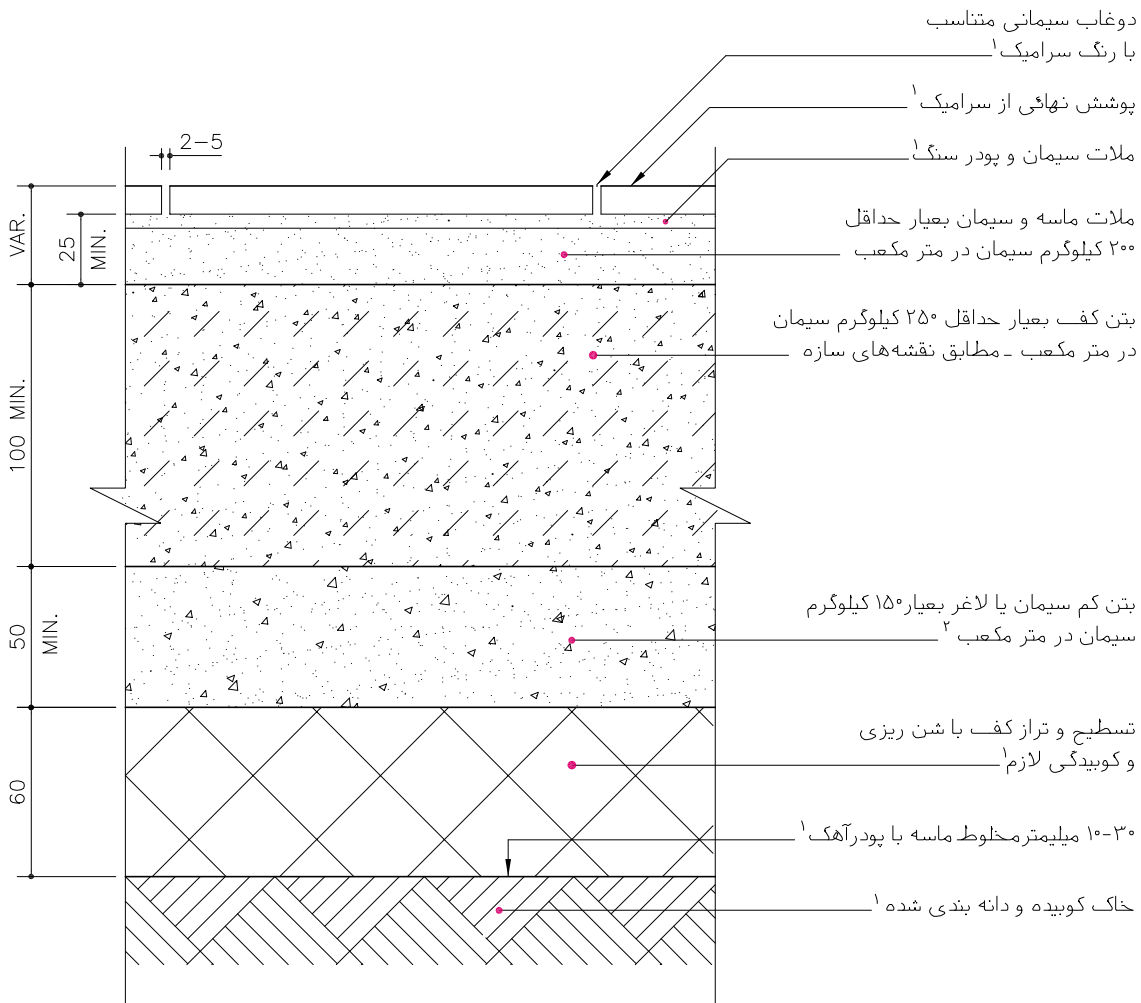 دوغاب سیمانی متناسب
با رنگ سرامیک ۱
پوشش نهائی از سرامیک ۱
ملات سیمان و پودر سنگ ۱
ملات ماسه و سیمان بعیار حداقل
۲۰۰ کیلوگرم سیمان در متر مکعب
بتن کف بعیار حداقل ۲۵۰ کیلوگرم سیمان
در متر مکعب ـ مطابق نقشه‌های سازه
بتن کم سیمان یا لاغر بعیار ۱۵۰ کیلوگرم
سیمان در متر مکعب ۲
تسطیح و تراز کف با شن ریزی
و کوبیدگی لازم ۱
۱۰-۳۰ میلیمتر مخلوط ماسه با پودر آهک ۱
خاک کوبیده و دانه بندی شده ۱
2-5
VAR.
25
MIN.
100 MIN.
50
MIN.
60